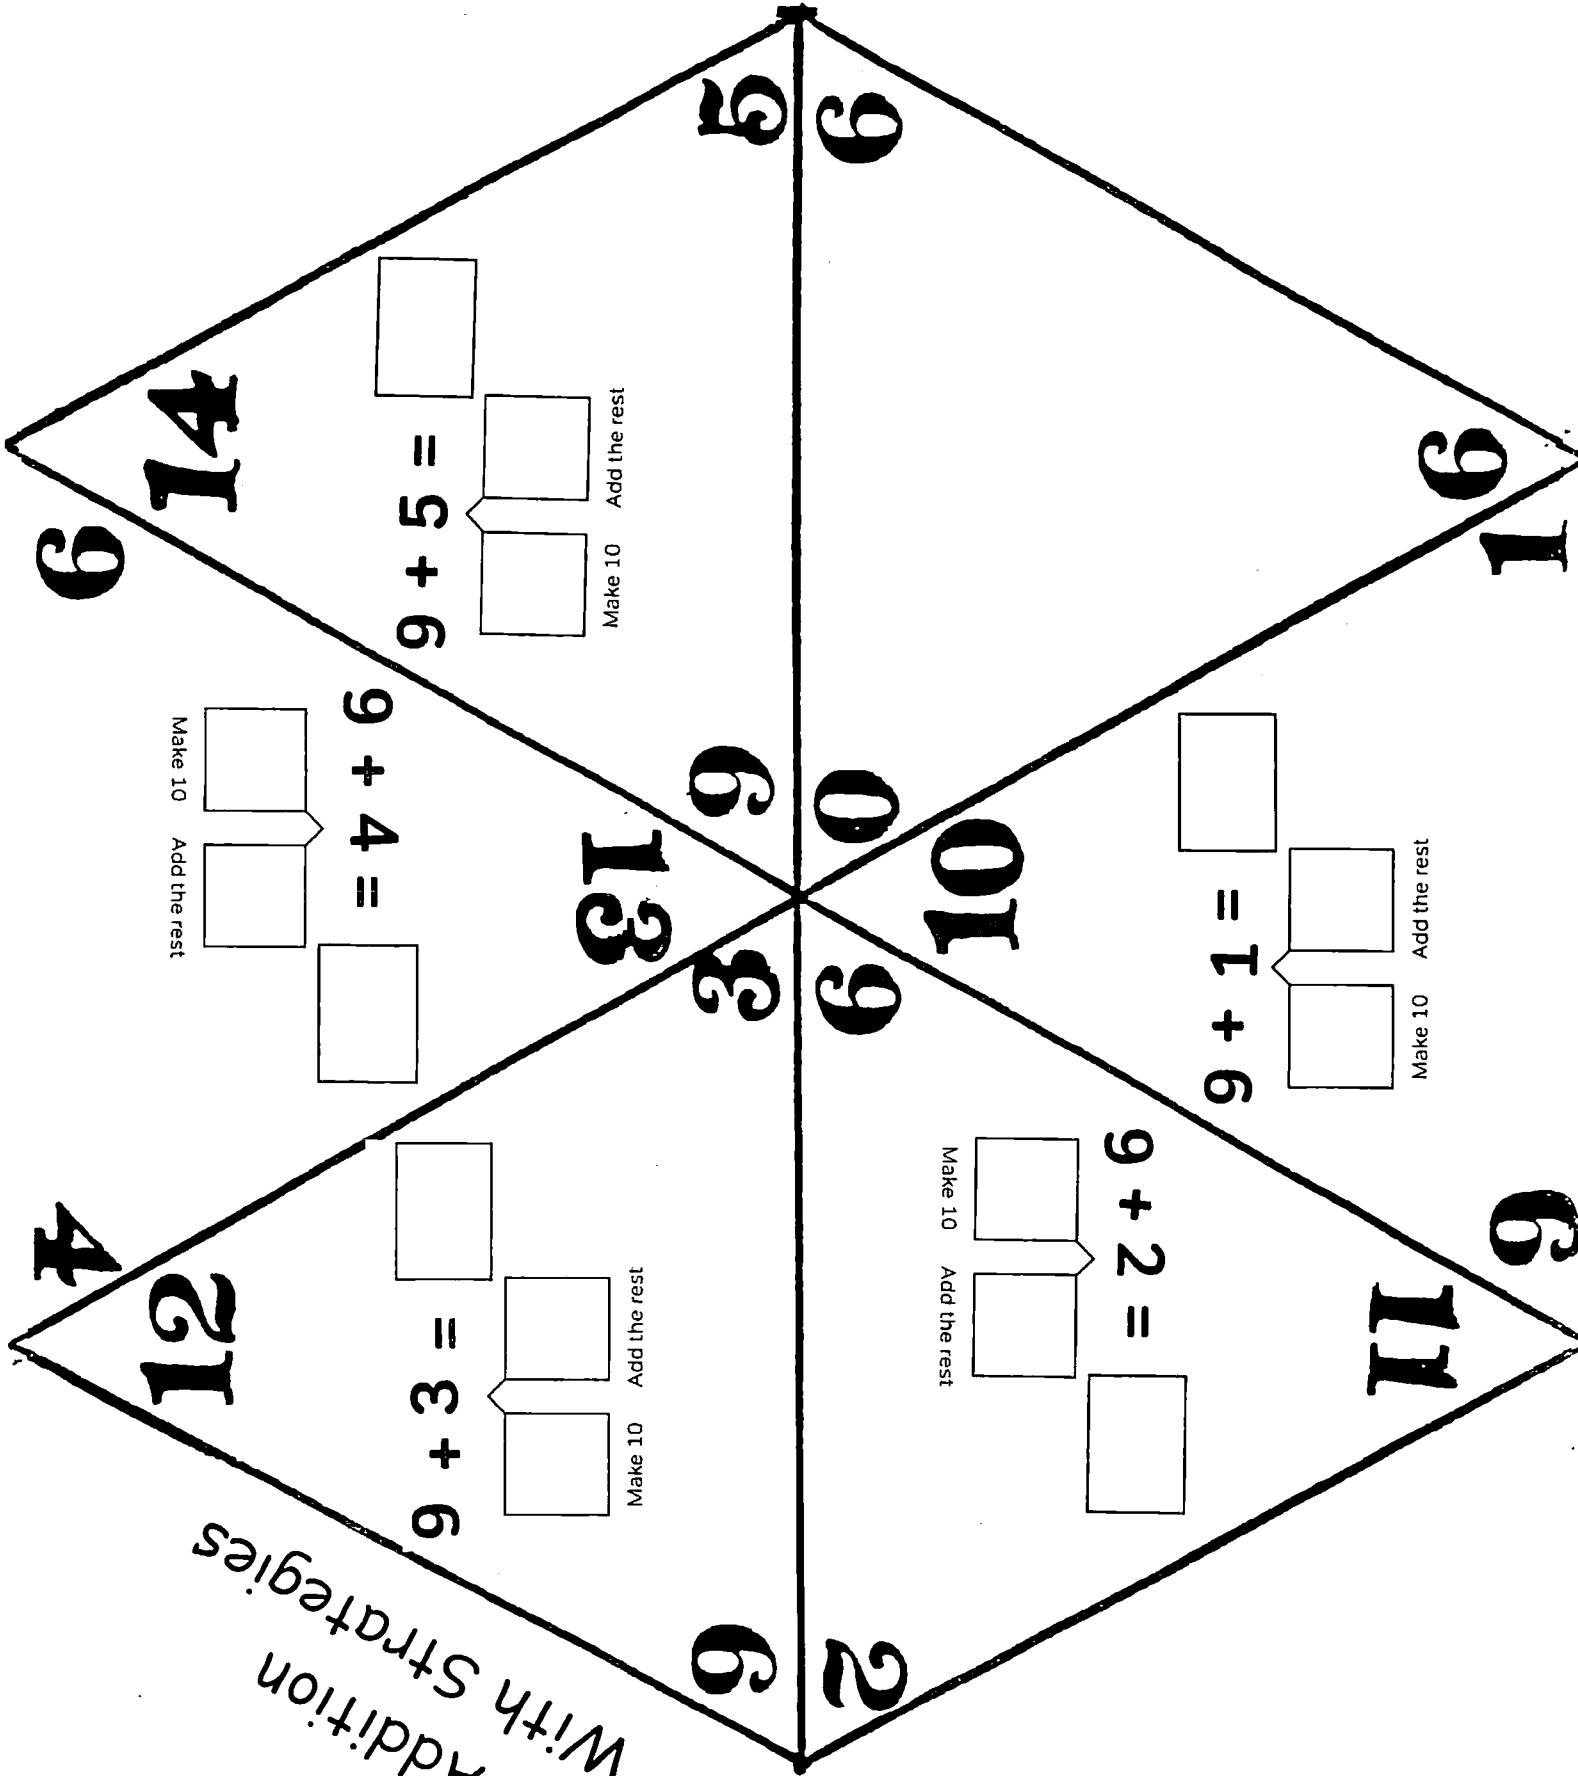 Addition
With Strategies
14
9 + 5 =
Make 10 Add the rest
9
5
9
9 + 4 =
Make 10 Add the rest
13
4
12
9 + 3 =
Make 10 Add the rest
9
3
9
9 + 2 =
Make 10 Add the rest
2
11
10
9 + 1 =
Make 10 Add the rest
9
1
9
0
9